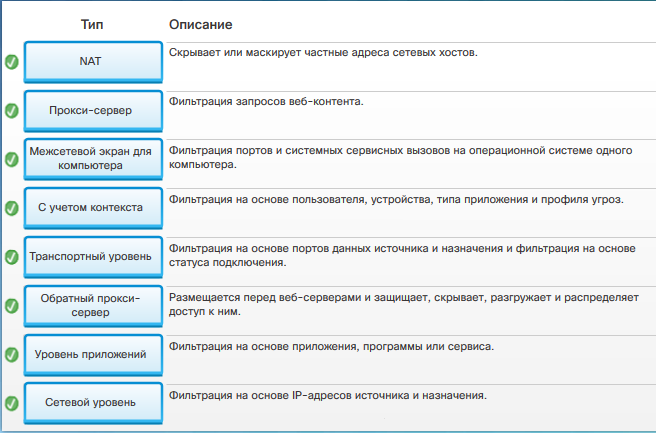 Тип Описание
NAT Скрывает или маскирует частные адреса сетевых хостов.
Прокси-сервер Фильтрация запросов веб-контента.
Межсетевой экран для
компьютера
Фильтрация портов и системных сервисных вызовов на операционной системе одного
компьютера.
С учетом контекста Фильтрация на основе пользователя, устройства, типа приложения и профиля угроз.
Транспортный уровень
Фильтрация на основе портов данных источника и назначения и фильтрация на основе
статуса подключения.
Обратный прокси-
сервер
Размещается перед веб-серверами и защищает, скрывает, разгружает и распределяет
доступ к ним.
Уровень приложений Фильтрация на основе приложения, программы или сервиса.
Сетевой уровень Фильтрация на основе IP-адресов источника и назначения.